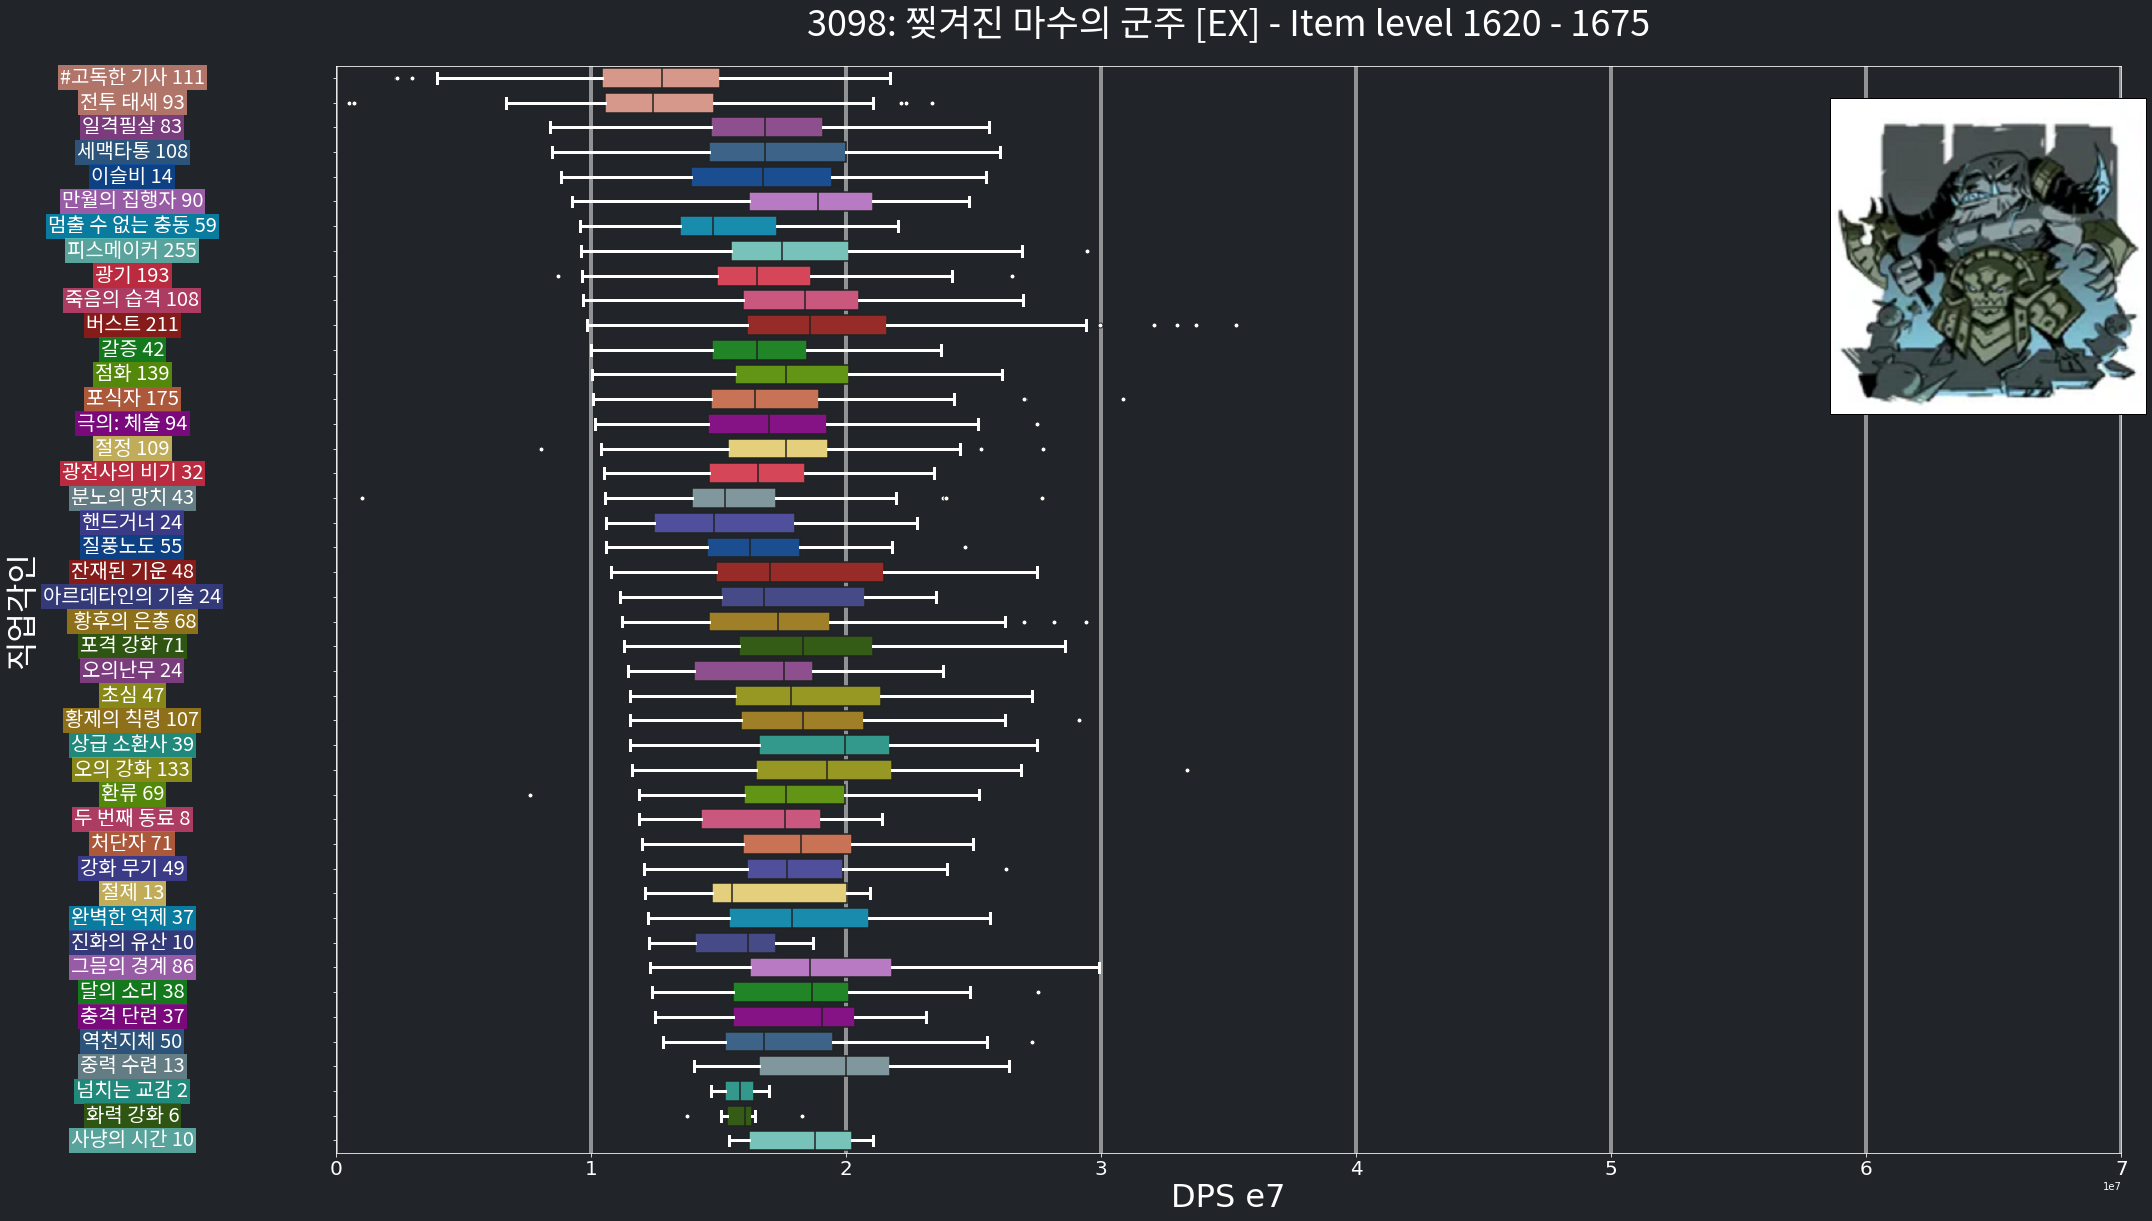 3098: 찢겨진 마수의 군주 [EX] - Item level 1620 - 1675
#고독한 기사 111
전투 태세 93
일격필살 83
세맥타통 108
이슬비 14
만월의 집행자 90
멈출 수 없는 충동 59
피스메이커 255
광기 193
죽음의 습격 108
버스트 211
갈증 42
점화 139
포식자 175
극의: 체술 94
절정 109
광전사의 비기 32
분노의 망치 43
핸드거너 24
질풍노도 55
잔재된 기운 48
아르데타인의 기술 24
황후의 은총 68
포격 강화 71
오의난무 24
초심 47
황제의 칙령 107
상급 소환사 39
오의 강화 133
환류 69
두 번째 동료 8
처단자 71
강화 무기 49
절제 13
완벽한 억제 37
진화의 유산 10
그믐의 경계 86
달의 소리 38
충격 단련 37
역천지체 50
중력 수련 13
넘치는 교감 2
화력 강화 6
사냥의 시간 10
직업각인
0 1 2 3 4 5 6 7
1e7
DPS e7